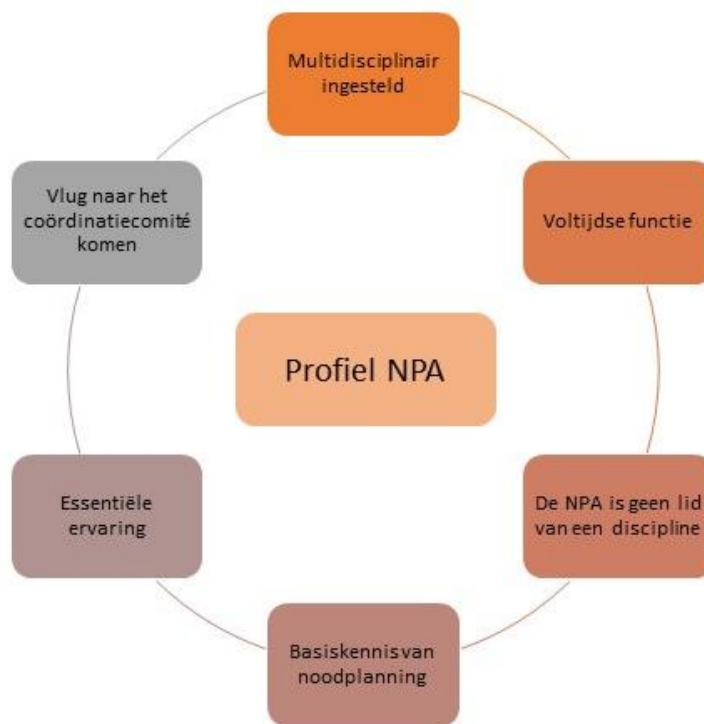 Multidisciplinair
ingesteld
Vlug naar het
coördinatiecomité
komen
Voltijdse functie
Profiel NPA
Essentiële
ervaring
De NPA is geen lid
van een discipline
Basiskennis van
noodplanning